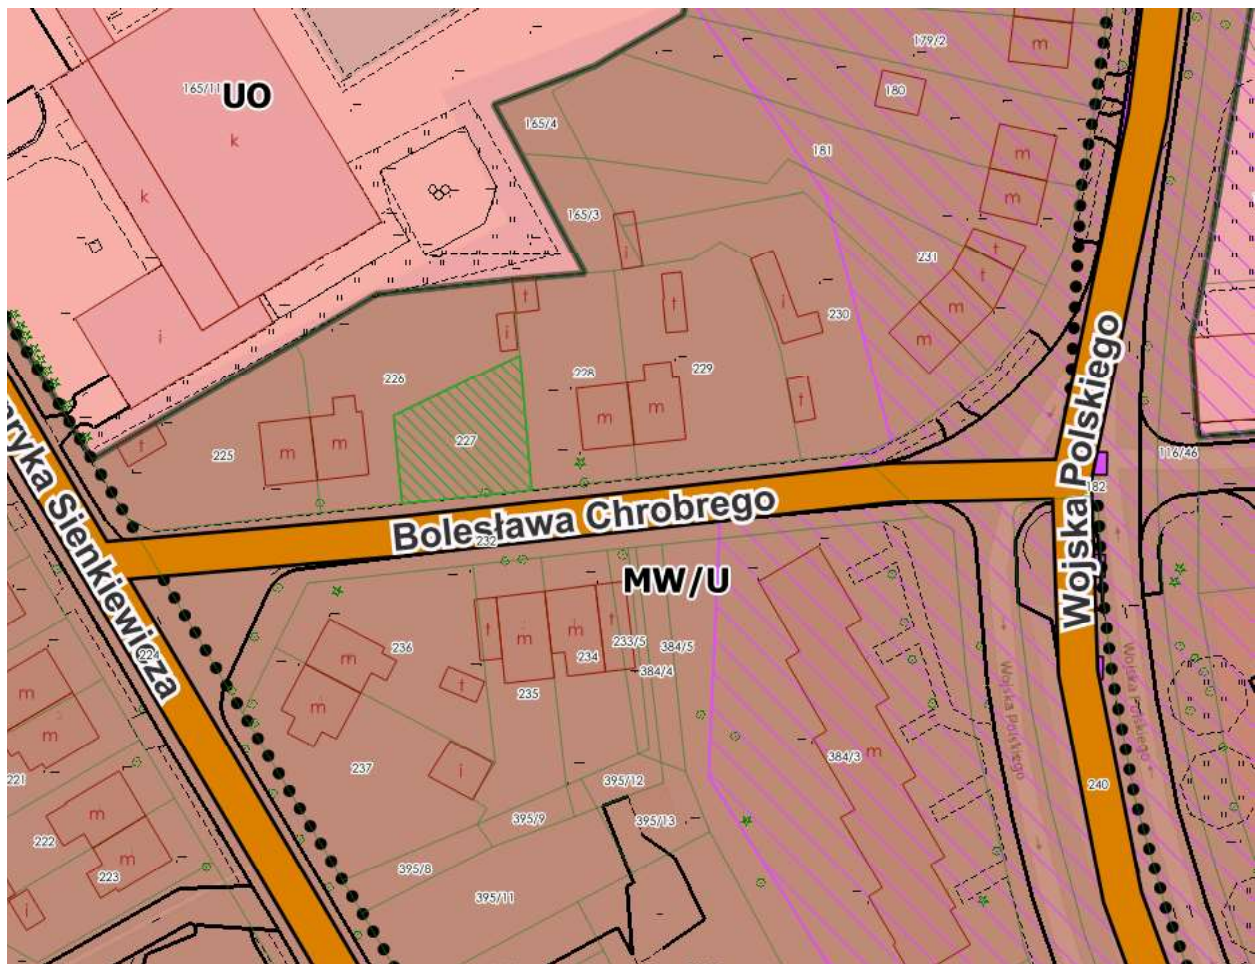 179/2
m
180
165/11
UO
165/4
k
181
m
m
k
165/3
i
t
231
t
t
t
i
m
230
i
m
i
226
228
229
Wojska Polskiego
m
m
t
227
t
225
m
m
116/46
182
eryka Sienkiewicza
Bolesława Chrobrego
232
MW/U
t
m
m
t
233/5
384/5
236
m
234
384/4
224
t
235
m
Wojska Polskiego
Wojska Polskiego
m
m
221
237
i
384/3
m
395/12
240
m
222
395/9
395/13
m
223
395/8
395/11
i